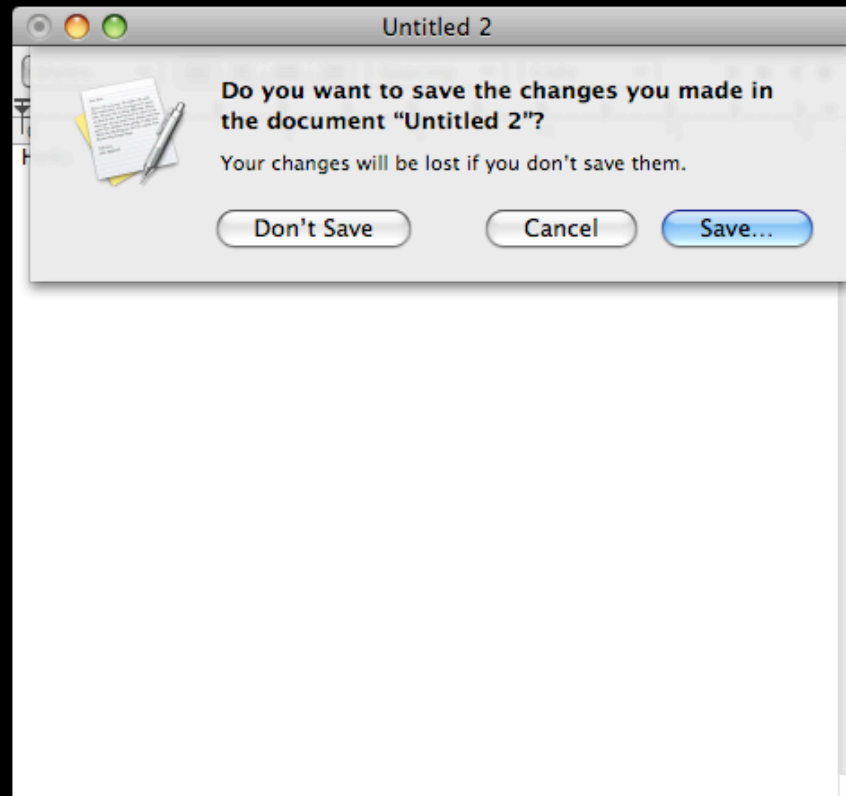 Untitled 2
Do you want to save the changes you made in
the document “Untitled 2”?
Your changes will be lost if you don’t save them.
Don’t Save
Cancel
Save...